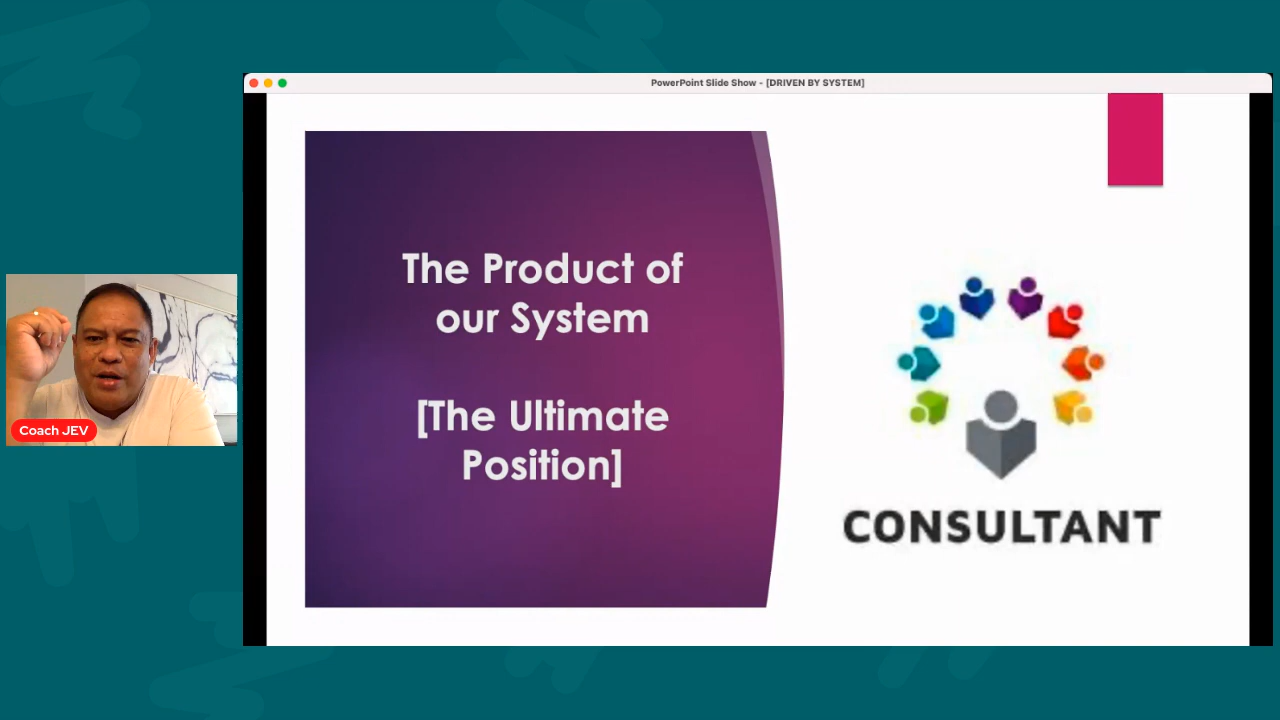 PowerPoint Slide Show - [DRIVEN BY SYSTEM]
The Product of
our System
[The Ultimate
Position]
CONSULTANT
Coach JEV